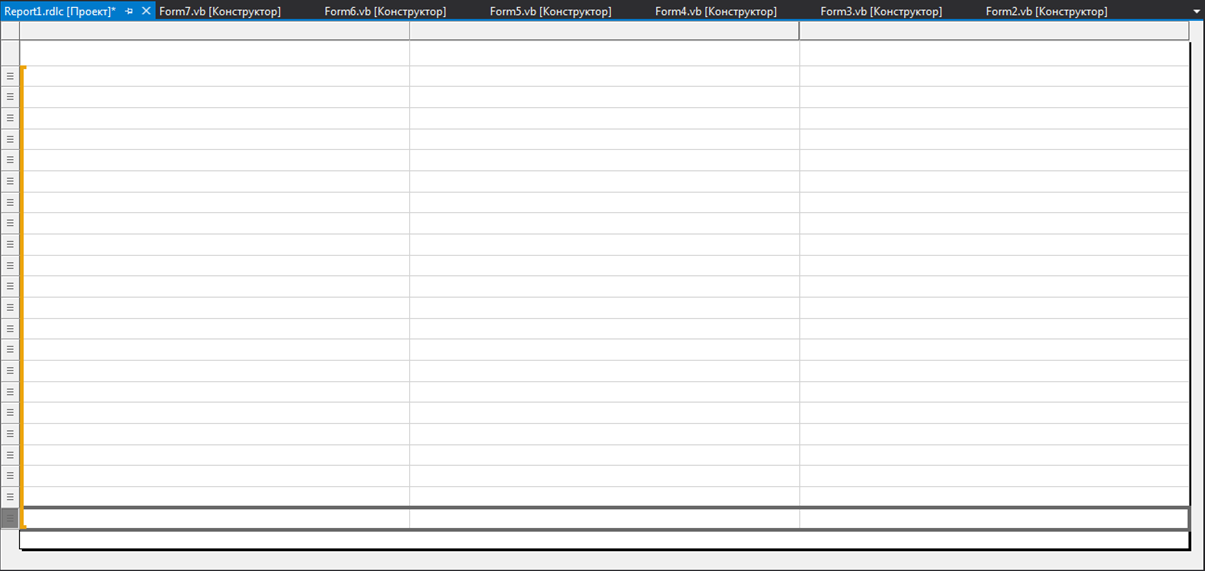 Report1.rdlc [Проект]* Form7.vb [Конструктор] Form6.vb [Конструктор] Form5.vb [Конструктор] Form4.vb [Конструктор] Form3.vb [Конструктор] Form2.vb [Конструктор]